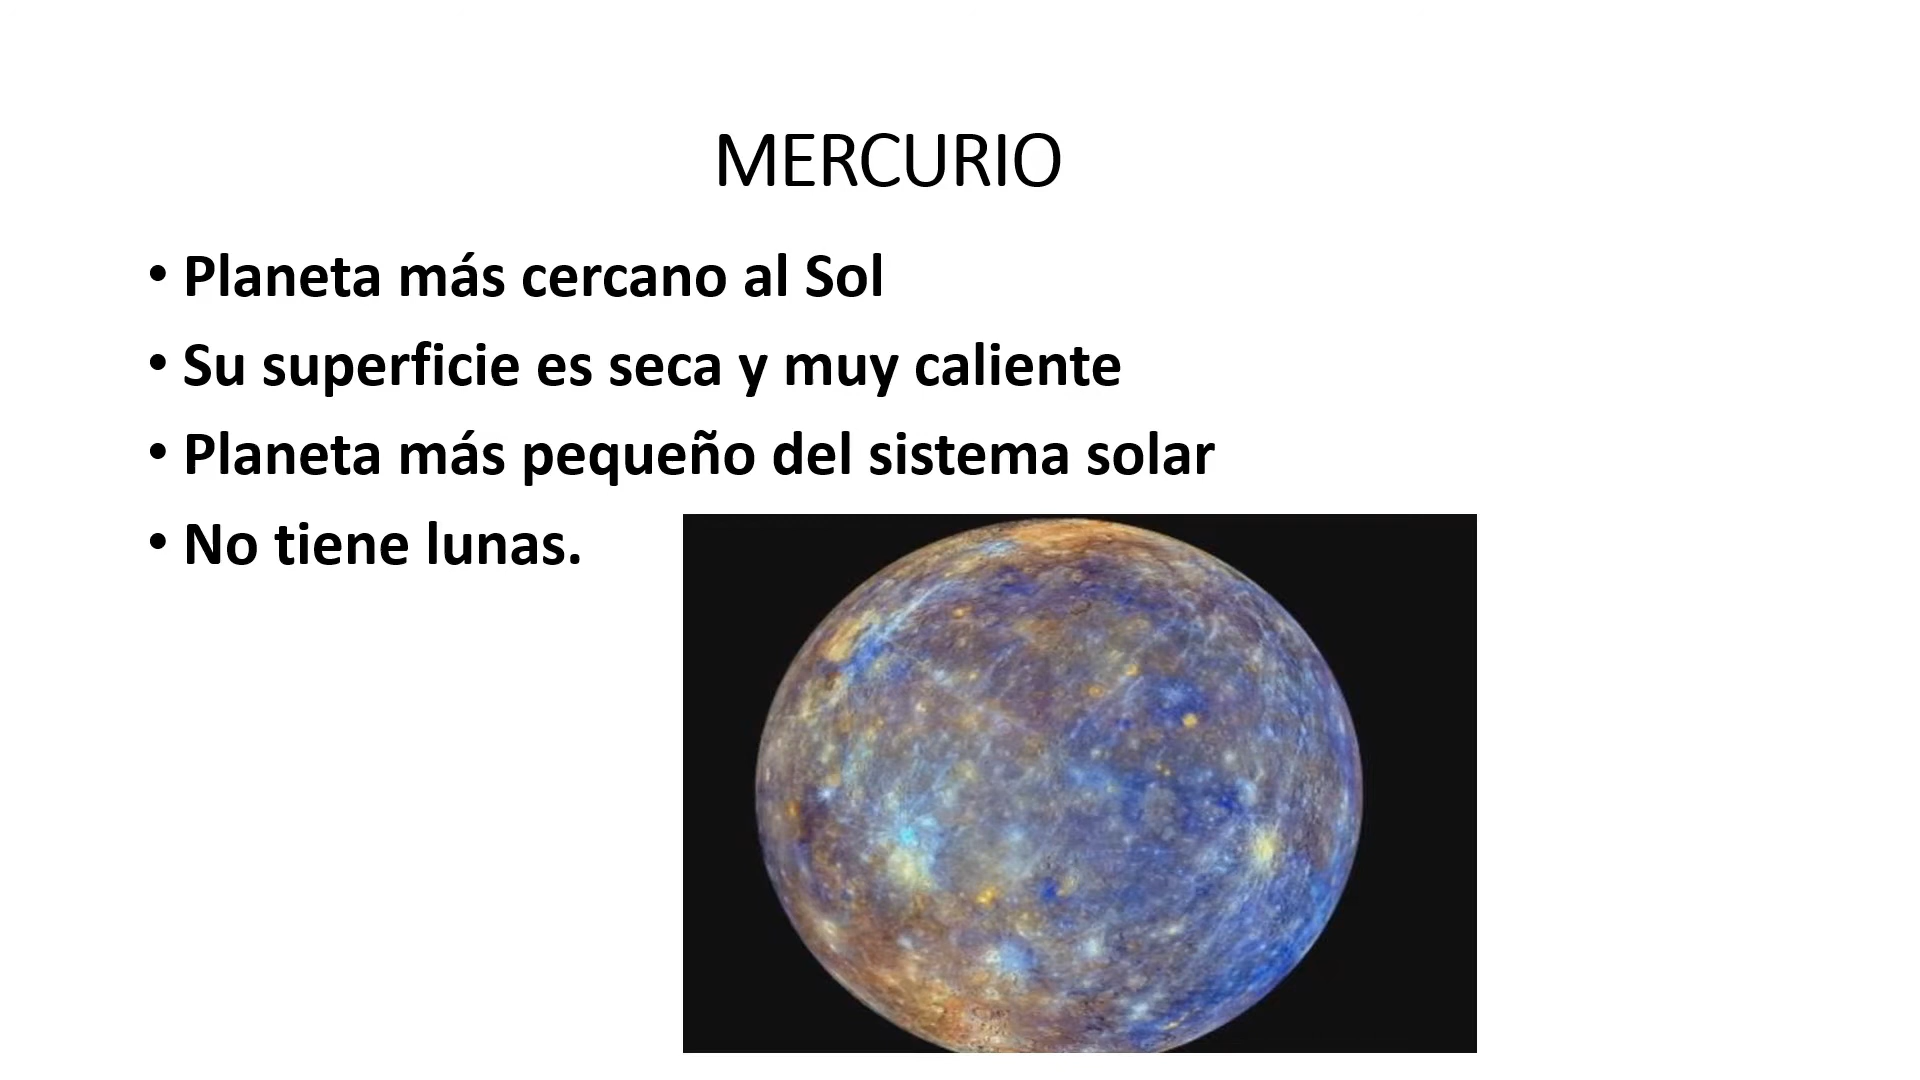 MERCURIO
• Planeta más cercano al Sol
• Su superficie es seca y muy caliente
• Planeta más pequeño del sistema solar
• No tiene lunas.